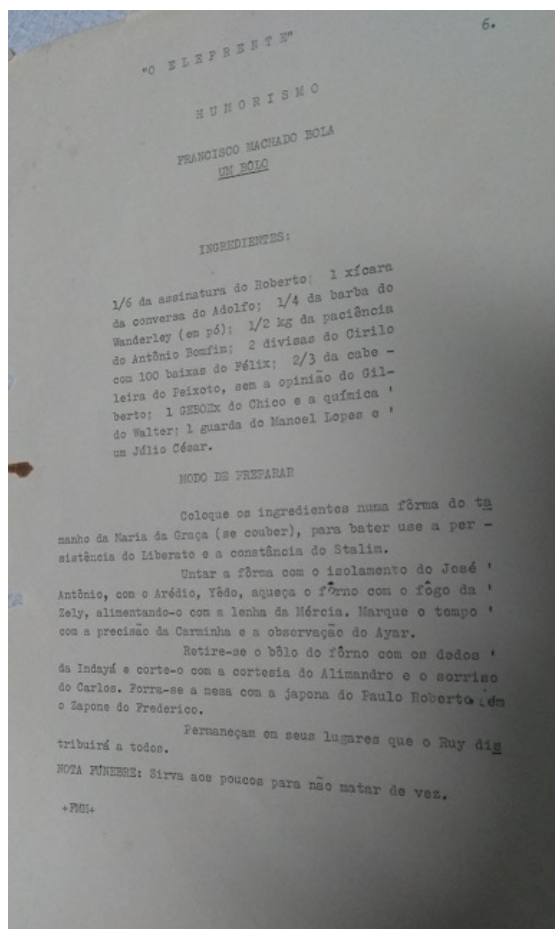 6.
"O ELEFRENTE"
HUMORISMO
FRANCISCO MACHADO BOLA
UM BÔLO
INGREDIENTES:
1/6 da assinatura do Roberto; 1 xícara
da conversa do Adolfo; 1/4 da barba do
Wanderley (em pó); 1/2 kg da paciência
do Antônio Bomfim; 2 divisas do Cirilo
com 100 baixas do Félix; 2/3 da cabe -
leira do Peixoto, sem a opinião do Gil-
berto; 1 GEBOEx do Chico e a química '
do Walter; 1 guarda do Manoel Lopes e '
um Júlio César.
MODO DE PREPARAR
Coloque os ingredientes numa fôrma do ta
manho da Maria da Graça (se couber), para bater use a per -
sistência do Liberato e a constância do Stalim.
Untar a fôrma com o isolamento do José '
Antônio, com o Arédio, Yêdo, aqueça o fôrno com o fôgo da '
Zely, alimentando-o com a lenha da Mércia. Marque o tempo '
com a precisão da Carminha e a observação do Ayar.
Retire-se o bôlo do fôrno com os dedos '
da Indayá e corte-o com a cortesia do Alimandro e o sorriso
do Carlos. Forra-se a mesa com a japona do Paulo Roberto
o Zapone do Frederico.
Permaneçam em seus lugares que o Ruy dis
tribuirá a todos.
NOTA FÚNEBRE: Sirva aos poucos para não matar de vez.
+FMM+